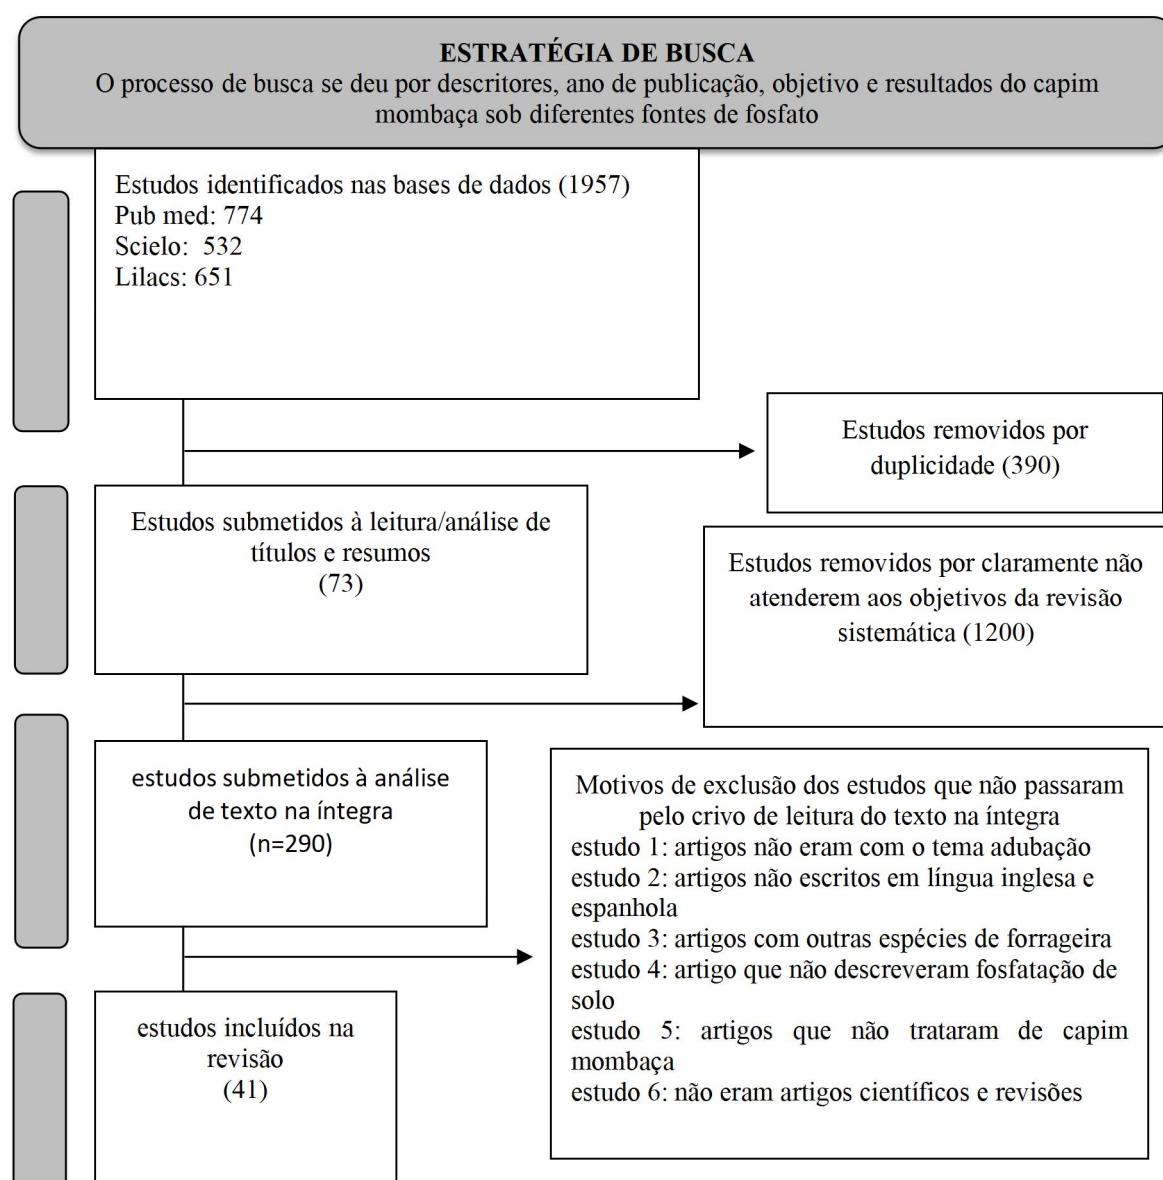 ESTRATÉGIA DE BUSCA
O processo de busca se deu por descritores, ano de publicação, objetivo e resultados do capim
mombaça sob diferentes fontes de fosfato
Estudos identificados nas bases de dados (1957)
Pub med: 774
Scielo: 532
Lilacs: 651
Estudos removidos por
duplicidade (390)
Estudos submetidos à leitura/análise de
títulos e resumos
(73)
Estudos removidos por claramente não
atenderem aos objetivos da revisão
sistemática (1200)
estudos submetidos à análise
de texto na íntegra
(n=290)
Motivos de exclusão dos estudos que não passaram
pelo crivo de leitura do texto na íntegra
estudo 1: artigos não eram com o tema adubação
estudo 2: artigos não escritos em língua inglesa e
espanhola
estudo 3: artigos com outras espécies de forrageira
estudo 4: artigo que não descreveram fosfatação de
solo
estudo 5: artigos que não trataram de capim
mombaça
estudo 6: não eram artigos científicos e revisões
estudos incluídos na
revisão
(41)